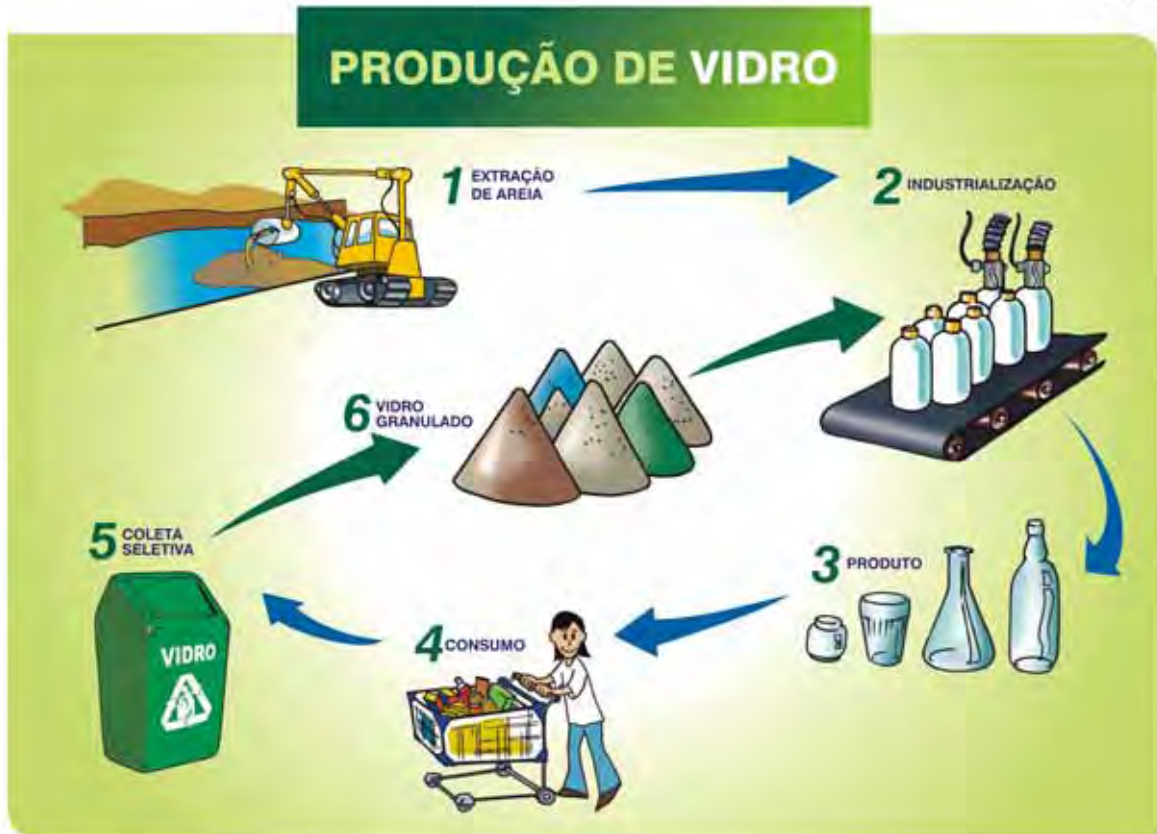 PRODUÇÃO DE VIDRO
1 EXTRAÇÃO
DE AREIA
2 INDUSTRIALIZAÇÃO
3 PRODUTO
4 CONSUMO
5 COLETA
SELETIVA
VIDRO
6 VIDRO
GRANULADO